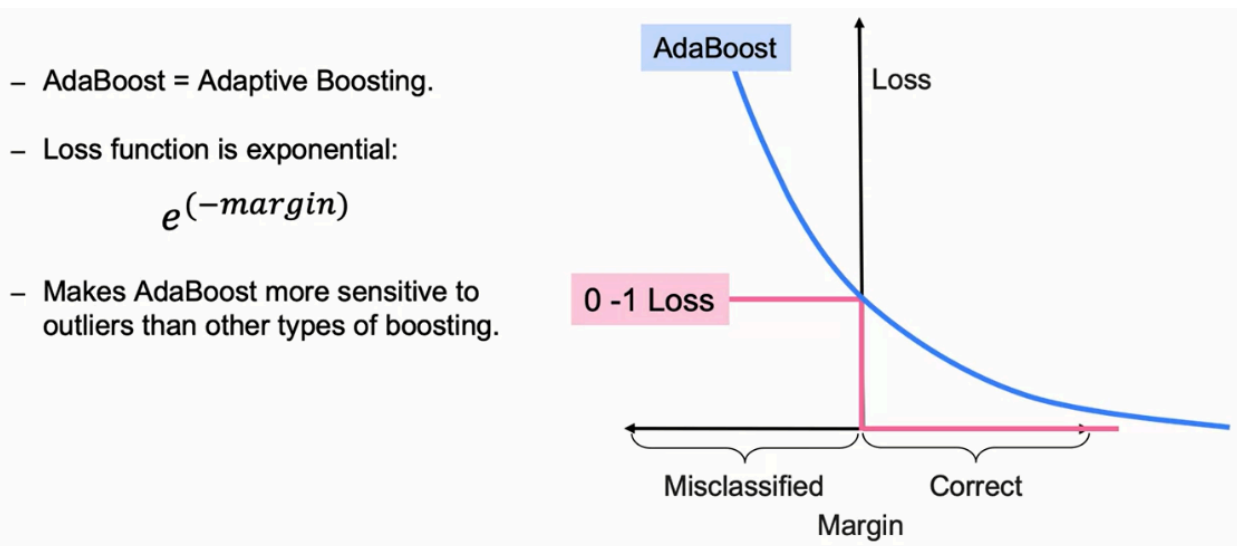 – AdaBoost = Adaptive Boosting.
– Loss function is exponential:
e^(−margin)
– Makes AdaBoost more sensitive to
outliers than other types of boosting.
AdaBoost
Loss
0 -1 Loss
Misclassified
Correct
Margin